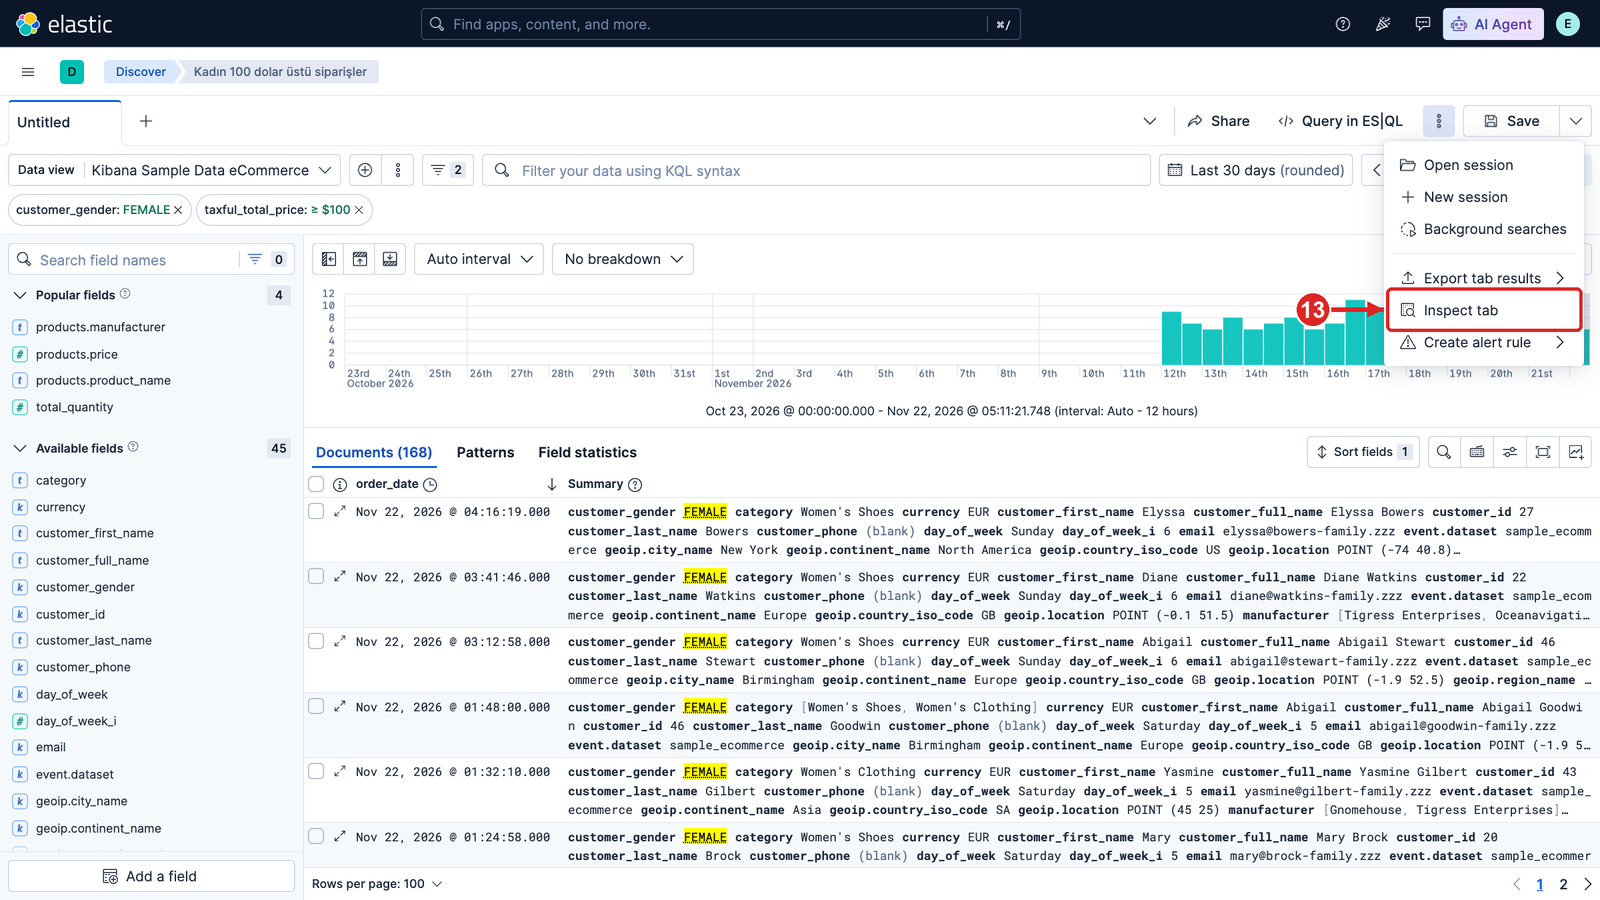 elastic
Find apps, content, and more.
⌘/
AI Agent
E
D
Discover
Kadın 100 dolar üstü siparişler
Untitled
Share
Query in ES|QL
Save
Data view
Kibana Sample Data eCommerce
2
Filter your data using KQL syntax
Last 30 days (rounded)
customer_gender: FEMALE
taxful_total_price: ≥ $100
Open session
New session
Background searches
Export tab results
Inspect tab
Create alert rule
13
Search field names
0
Auto interval
No breakdown
Popular fields
4
products.manufacturer
products.price
products.product_name
total_quantity
Available fields
45
category
currency
customer_first_name
customer_full_name
customer_gender
customer_id
customer_last_name
customer_phone
day_of_week
day_of_week_i
email
event.dataset
geoip.city_name
geoip.continent_name
Add a field
12
10
8
6
4
2
0
23rd 24th 25th 26th 27th 28th 29th 30th 31st 1st 2nd 3rd 4th 5th 6th 7th 8th 9th 10th 11th 12th 13th 14th 15th 16th 17th 18th 19th 20th 21st
October 2026 November 2026
Oct 23, 2026 @ 00:00:00.000 - Nov 22, 2026 @ 05:11:21.748 (interval: Auto - 12 hours)
Documents (168)
Patterns
Field statistics
Sort fields 1
order_date
Summary
Nov 22, 2026 @ 04:16:19.000
customer_gender FEMALE category Women's Shoes currency EUR customer_first_name Elyssa customer_full_name Elyssa Bowers customer_id 27
customer_last_name Bowers customer_phone (blank) day_of_week Sunday day_of_week_i 6 email elyssa@bowers-family.zzz event.dataset sample_ecomm
erce geoip.city_name New York geoip.continent_name North America geoip.country_iso_code US geoip.location POINT (-74 40.8)…
Nov 22, 2026 @ 03:41:46.000
customer_gender FEMALE category Women's Shoes currency EUR customer_first_name Diane customer_full_name Diane Watkins customer_id 22
customer_last_name Watkins customer_phone (blank) day_of_week Sunday day_of_week_i 6 email diane@watkins-family.zzz event.dataset sample_ecom
merce geoip.continent_name Europe geoip.country_iso_code GB geoip.location POINT (-0.1 51.5) manufacturer [Tigress Enterprises, Oceanavigati…
Nov 22, 2026 @ 03:12:58.000
customer_gender FEMALE category Women's Shoes currency EUR customer_first_name Abigail customer_full_name Abigail Stewart customer_id 46
customer_last_name Stewart customer_phone (blank) day_of_week Sunday day_of_week_i 6 email abigail@stewart-family.zzz event.dataset sample_ec
ommerce geoip.city_name Birmingham geoip.continent_name Europe geoip.country_iso_code GB geoip.location POINT (-1.9 52.5) geoip.region_name …
Nov 22, 2026 @ 01:48:00.000
customer_gender FEMALE category [Women's Shoes, Women's Clothing] currency EUR customer_first_name Abigail customer_full_name Abigail Goodwi
n customer_id 46 customer_last_name Goodwin customer_phone (blank) day_of_week Saturday day_of_week_i 5 email abigail@goodwin-family.zzz
event.dataset sample_ecommerce geoip.city_name Birmingham geoip.continent_name Europe geoip.country_iso_code GB geoip.location POINT (-1.9 5…
Nov 22, 2026 @ 01:32:10.000
customer_gender FEMALE category Women's Clothing currency EUR customer_first_name Yasmine customer_full_name Yasmine Gilbert customer_id 43
customer_last_name Gilbert customer_phone (blank) day_of_week Saturday day_of_week_i 5 email yasmine@gilbert-family.zzz event.dataset sample_
ecommerce geoip.continent_name Asia geoip.country_iso_code SA geoip.location POINT (45 25) manufacturer [Gnomehouse, Tigress Enterprises]…
Nov 22, 2026 @ 01:24:58.000
customer_gender FEMALE category Women's Shoes currency EUR customer_first_name Mary customer_full_name Mary Brock customer_id 20
customer_last_name Brock customer_phone (blank) day_of_week Saturday day_of_week_i 5 email mary@brock-family.zzz event.dataset sample_ecommer
Rows per page: 100
1 2